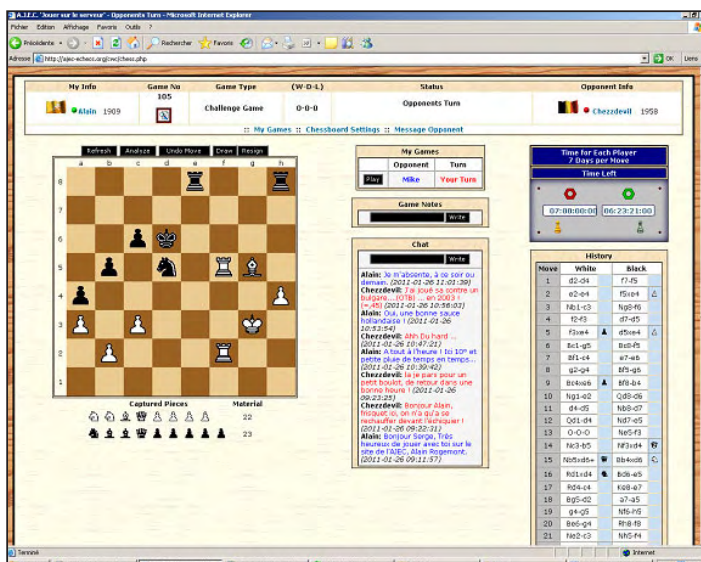 A.J.E.C. "Jouer sur le serveur" - Opponents Turn - Microsoft Internet Explorer
Fichier Edition Affichage Favoris Outils ?
Précédente Rechercher Favoris
Adresse http://ajec-echecs.org/cwc/chess.php OK Liens
My Info Game No Game Type (W-D-L) Status Opponent Info
Alain 1909 105 Challenge Game 0-0-0 Opponents Turn Chezzdevil 1958
:: My Games :: Chessboard Settings :: Message Opponent
Refresh Analyze Undo Move Draw Resign
a b c d e f g h
8
7
6
5
4
3
2
1
Captured Pieces Material
22
23
My Games
Opponent Turn
Play Mike Your Turn
Game Notes
Write
Chat
Write
Alain: Je m'absente, à ce soir ou
demain. (2011-01-26 11:01:39)
Chezzdevil: J'ai joué sa contre un
bulgare...(OTB) ... en 2003 !
(=,45) (2011-01-26 10:56:03)
Alain: Oui, une bonne sauce
hollandaise ! (2011-01-26
10:53:54)
Chezzdevil: Ahh Du hard ...
(2011-01-26 10:47:21)
Alain: A tout à l'heure ! Ici 10° et
petite pluie de temps en temps...
(2011-01-26 10:39:42)
Chezzdevil: la je pars pour un
petit boulot, de retour dans une
bonne heure ! (2011-01-26
09:23:25)
Chezzdevil: Bonjour Alain,
frisquet ici, on n'a qu'a se
rechauffer devant l'échiquier !
(2011-01-26 09:22:31)
Alain: Bonjour Serge, Très
heureux de jouer avec toi sur le
site de l'AJEC, Alain Rogemont.
(2011-01-26 09:11:57)
Time for Each Player
7 Days per Move
Time Left
07:00:00:00 06:23:21:00
History
Move White Black
1 d2-d4 f7-f5
2 e2-e4 f5xe4
3 Nb1-c3 Ng8-f6
4 f2-f3 d7-d5
5 f3xe4 d5xe4
6 Bc1-g5 Bc8-f5
7 Bf1-c4 e7-e6
8 g2-g4 Bf5-g6
9 Bc4xe6 Bf8-b4
10 Ng1-e2 Qd8-d6
11 d4-d5 Nb8-d7
12 Qd1-d4 Nd7-e5
13 0-0-0 Ne5-f3
14 Nc3-b5 Nf3xd4
15 Nb5xd6+ Bb4xd6
16 Rd1xd4 Bd6-e5
17 Rd4-c4 Ke8-e7
18 Bg5-d2 a7-a5
19 g4-g5 Nf6-h5
20 Be6-g4 Rh8-f8
21 Ne2-c3 Nh5-f4
Terminé Internet